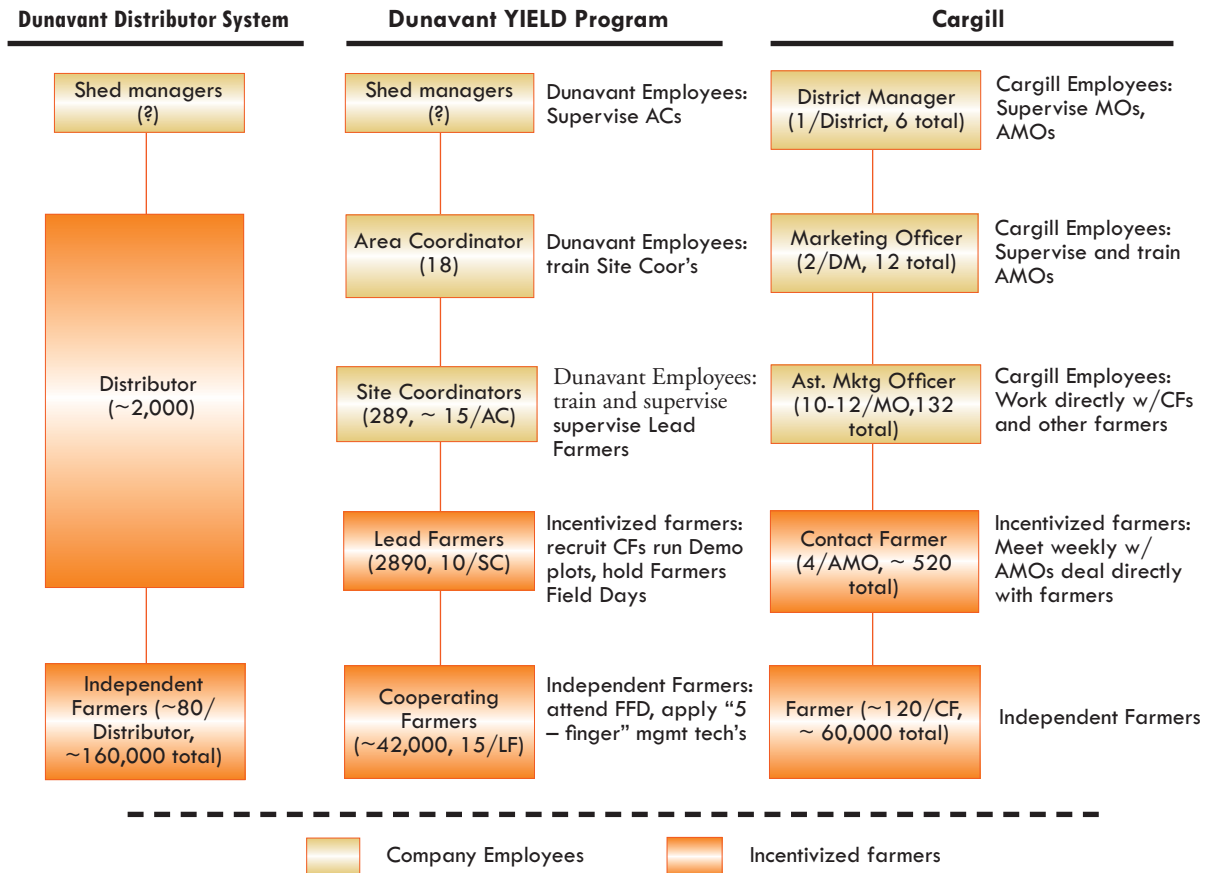 Dunavant Distributor System
Shed managers
(?)
Distributor
(~2,000)
Independent
Farmers (~80/
Distributor,
~160,000 total)
Dunavant YIELD Program
Shed managers
(?)
Dunavant Employees:
Supervise ACs
Area Coordinator
(18)
Dunavant Employees:
train Site Coor's
Site Coordinators
(289, ~ 15/AC)
Dunavant Employees:
train and supervise
supervise Lead
Farmers
Lead Farmers
(2890, 10/SC)
Incentivized farmers:
recruit CFs run Demo
plots, hold Farmers
Field Days
Cooperating
Farmers
(~42,000, 15/LF)
Independent Farmers:
attend FFD, apply “5
– finger” mgmt tech's
Cargill
District Manager
(1/District, 6 total)
Cargill Employees:
Supervise MOs,
AMOs
Marketing Officer
(2/DM, 12 total)
Cargill Employees:
Supervise and train
AMOs
Ast. Mktg Officer
(10-12/MO,132
total)
Cargill Employees:
Work directly w/CFs
and other farmers
Contact Farmer
(4/AMO, ~ 520
total)
Incentivized farmers:
Meet weekly w/
AMOs deal directly
with farmers
Farmer (~120/CF,
~ 60,000 total)
Independent Farmers
Company Employees
Incentivized farmers